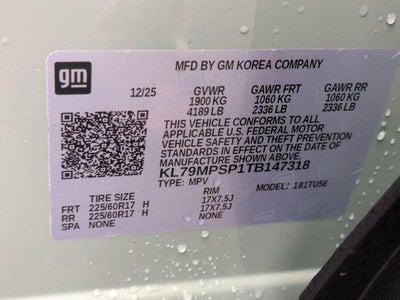 gm
MFD BY GM KOREA COMPANY
12/25 GVWR GAWR FRT GAWR RR
1900 KG 1060 KG 1060 KG
4189 LB 2336 LB 2336 LB
THIS VEHICLE CONFORMS TO ALL
APPLICABLE U.S. FEDERAL MOTOR
VEHICLE SAFETY AND THEFT PREVENTION
STANDARDS IN EFFECT ON THE DATE OF
MANUFACTURE SHOWN ABOVE.
KL79MPSP1TB147318
TYPE: MPV MODEL: 1B1TU56
TIRE SIZE RIM
FRT 225/60R17 H 17X7.5J
RR 225/60R17 H 17X7.5J
SPA NONE NONE